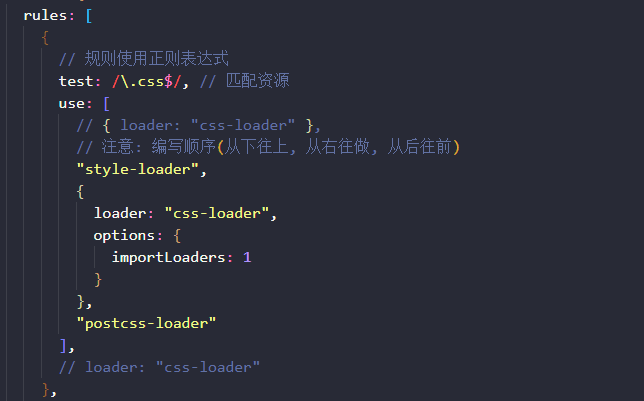 rules: [
{
// 规则使用正则表达式
test: /\.css$/, // 匹配资源
use: [
// { loader: "css-loader" },
// 注意: 编写顺序(从下往上, 从右往做, 从后往前)
"style-loader",
{
loader: "css-loader",
options: {
importLoaders: 1
}
},
"postcss-loader"
],
// loader: "css-loader"
},